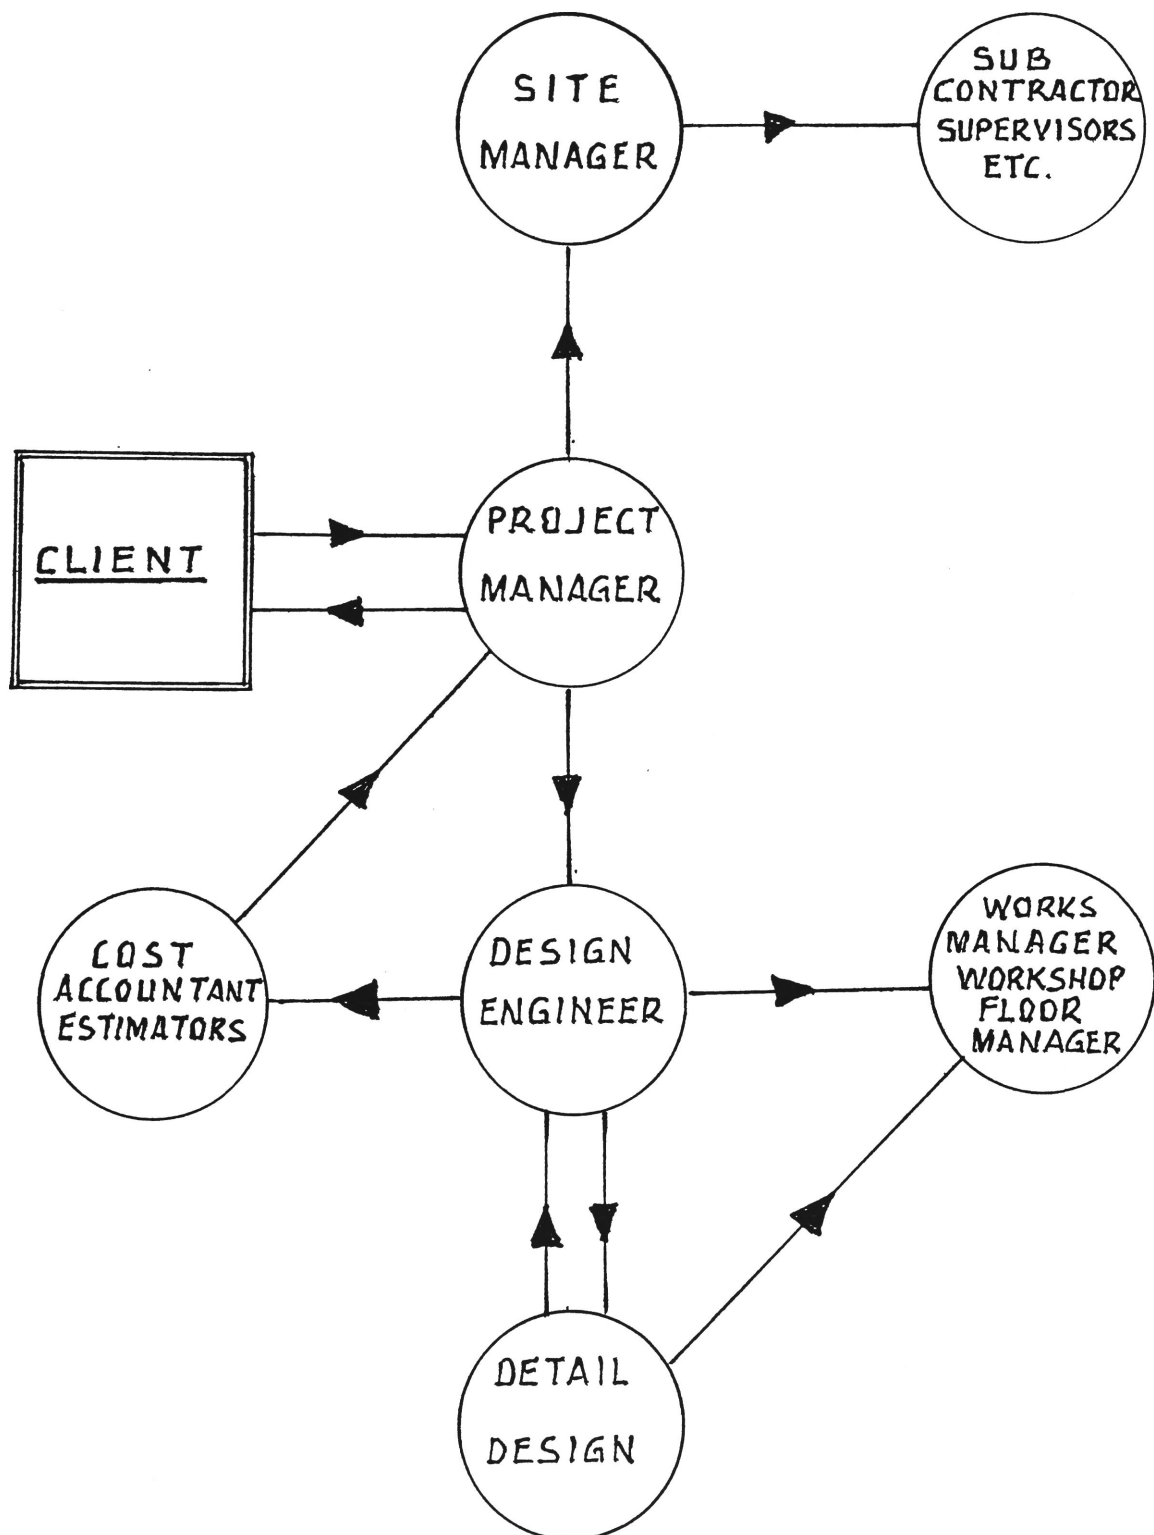 SITE
MANAGER
SUB
CONTRACTOR
SUPERVISORS
ETC.
CLIENT
PROJECT
MANAGER
COST
ACCOUNTANT
ESTIMATORS
DESIGN
ENGINEER
WORKS
MANAGER
WORKSHOP
FLOOR
MANAGER
DETAIL
DESIGN